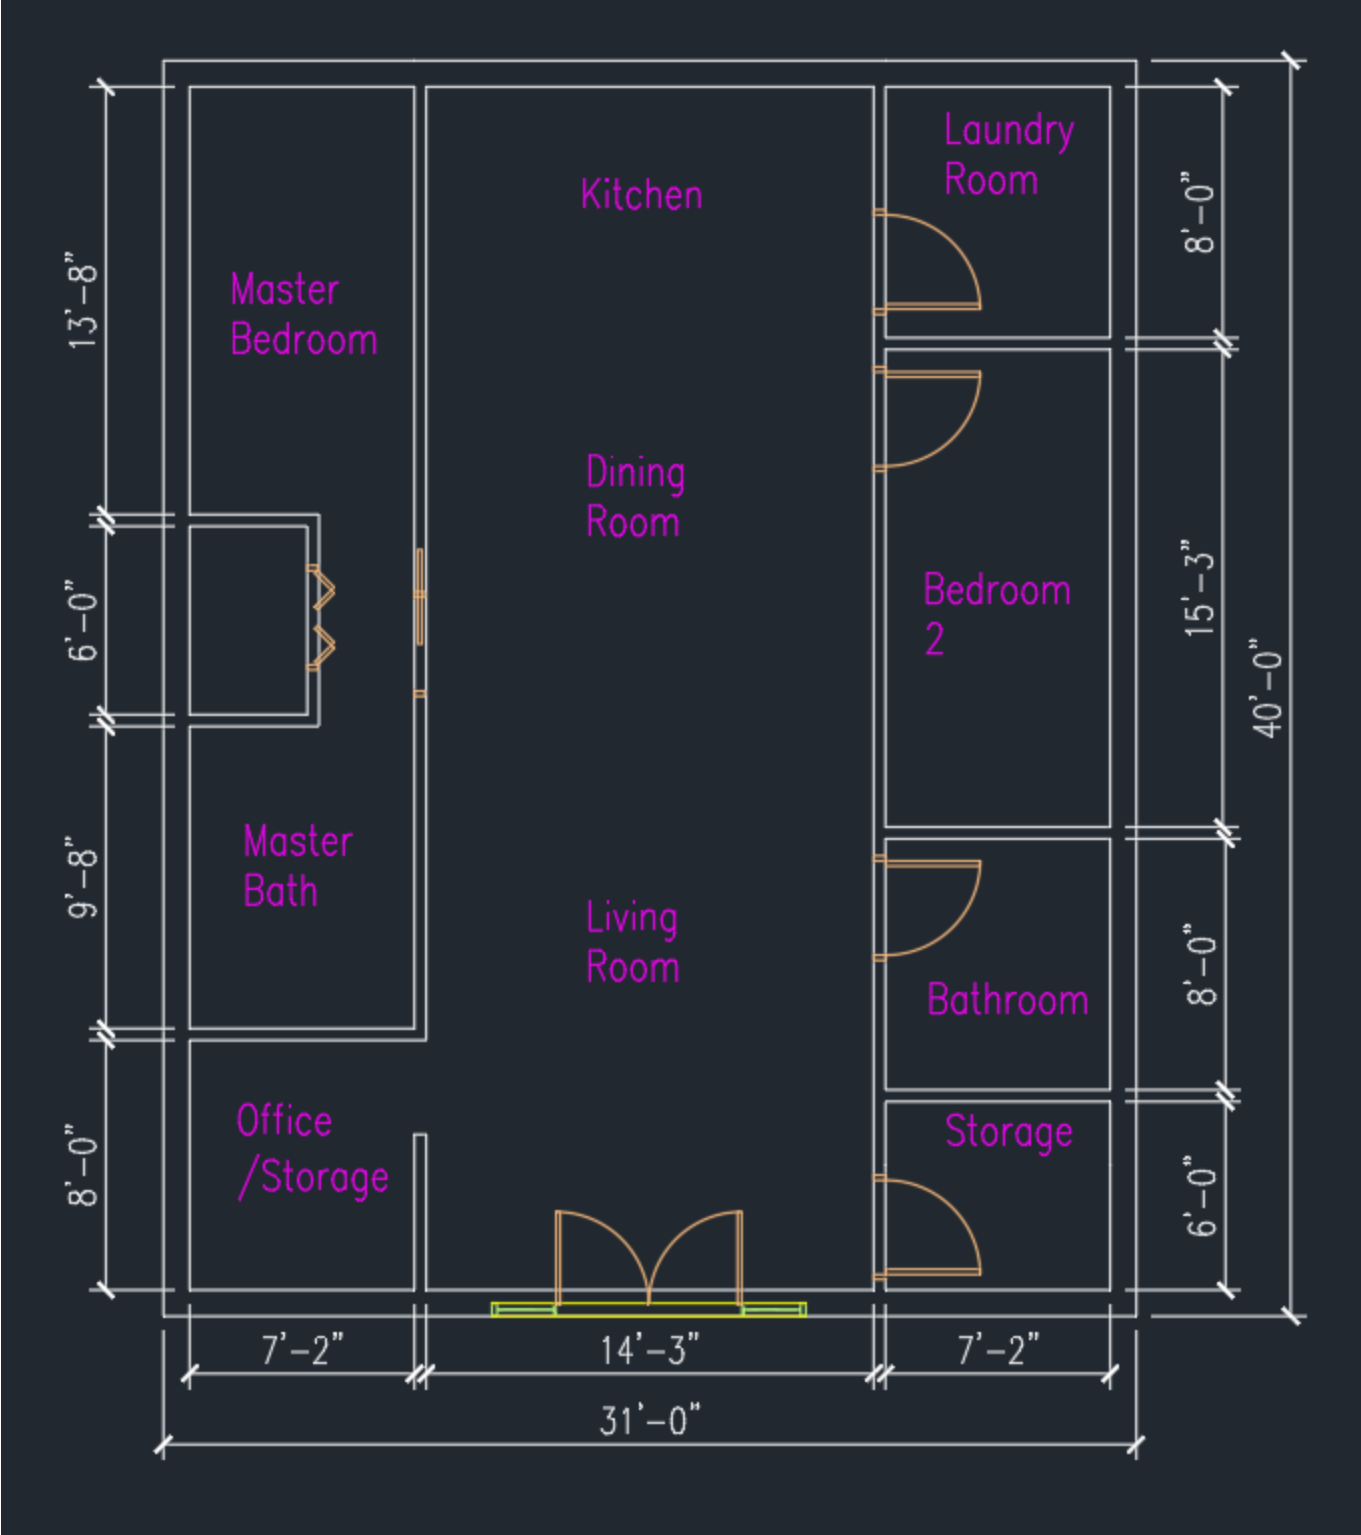 Laundry
Room
Kitchen
8'-0"
13'-8"
Master
Bedroom
Dining
Room
Bedroom
2
15'-3"
6'-0"
40'-0"
Master
Bath
9'-8"
Living
Room
8'-0"
Bathroom
Office
/Storage
Storage
8'-0"
6'-0"
7'-2"
14'-3"
7'-2"
31'-0"